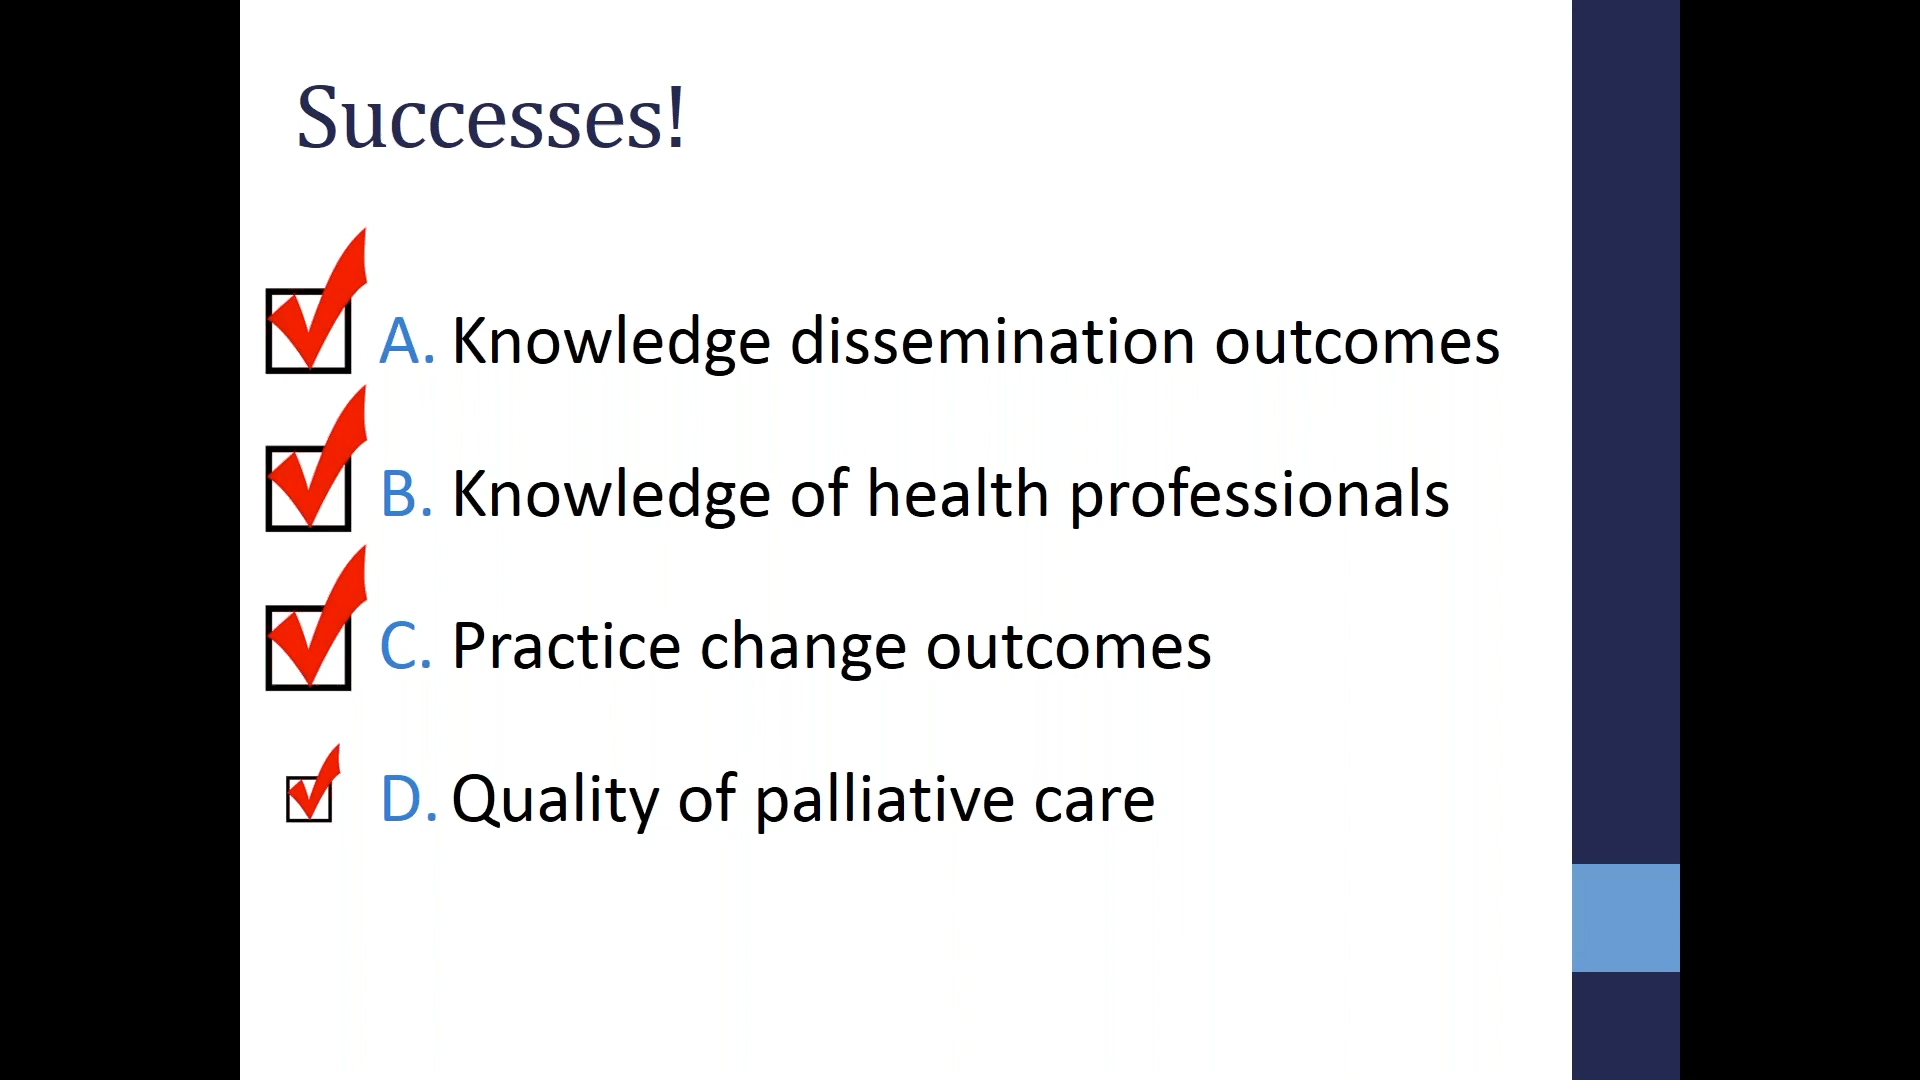 Successes!
A. Knowledge dissemination outcomes
B. Knowledge of health professionals
C. Practice change outcomes
D. Quality of palliative care